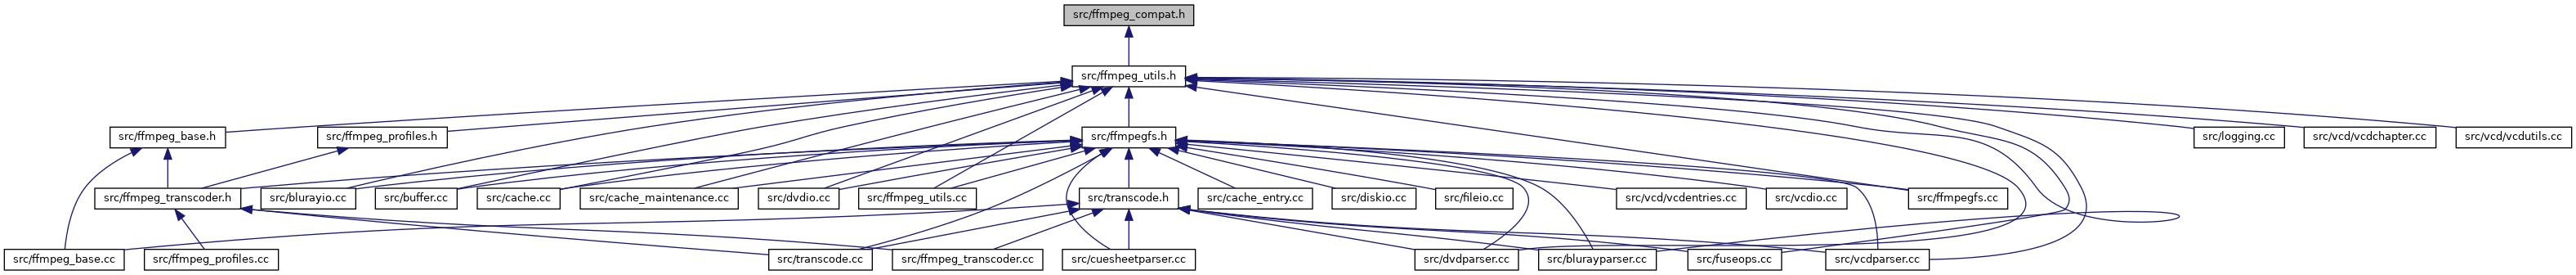 src/ffmpeg_compat.h
src/ffmpeg_utils.h
src/ffmpeg_base.h
src/ffmpeg_profiles.h
src/ffmpegfs.h
src/logging.cc
src/vcd/vcdchapter.cc
src/vcd/vcdutils.cc
src/ffmpeg_transcoder.h
src/blurayio.cc
src/buffer.cc
src/cache.cc
src/cache_maintenance.cc
src/dvdio.cc
src/ffmpeg_utils.cc
src/transcode.h
src/cache_entry.cc
src/diskio.cc
src/fileio.cc
src/vcd/vcdentries.cc
src/vcdio.cc
src/ffmpegfs.cc
src/ffmpeg_base.cc
src/ffmpeg_profiles.cc
src/transcode.cc
src/ffmpeg_transcoder.cc
src/cuesheetparser.cc
src/dvdparser.cc
src/blurayparser.cc
src/fuseops.cc
src/vcdparser.cc